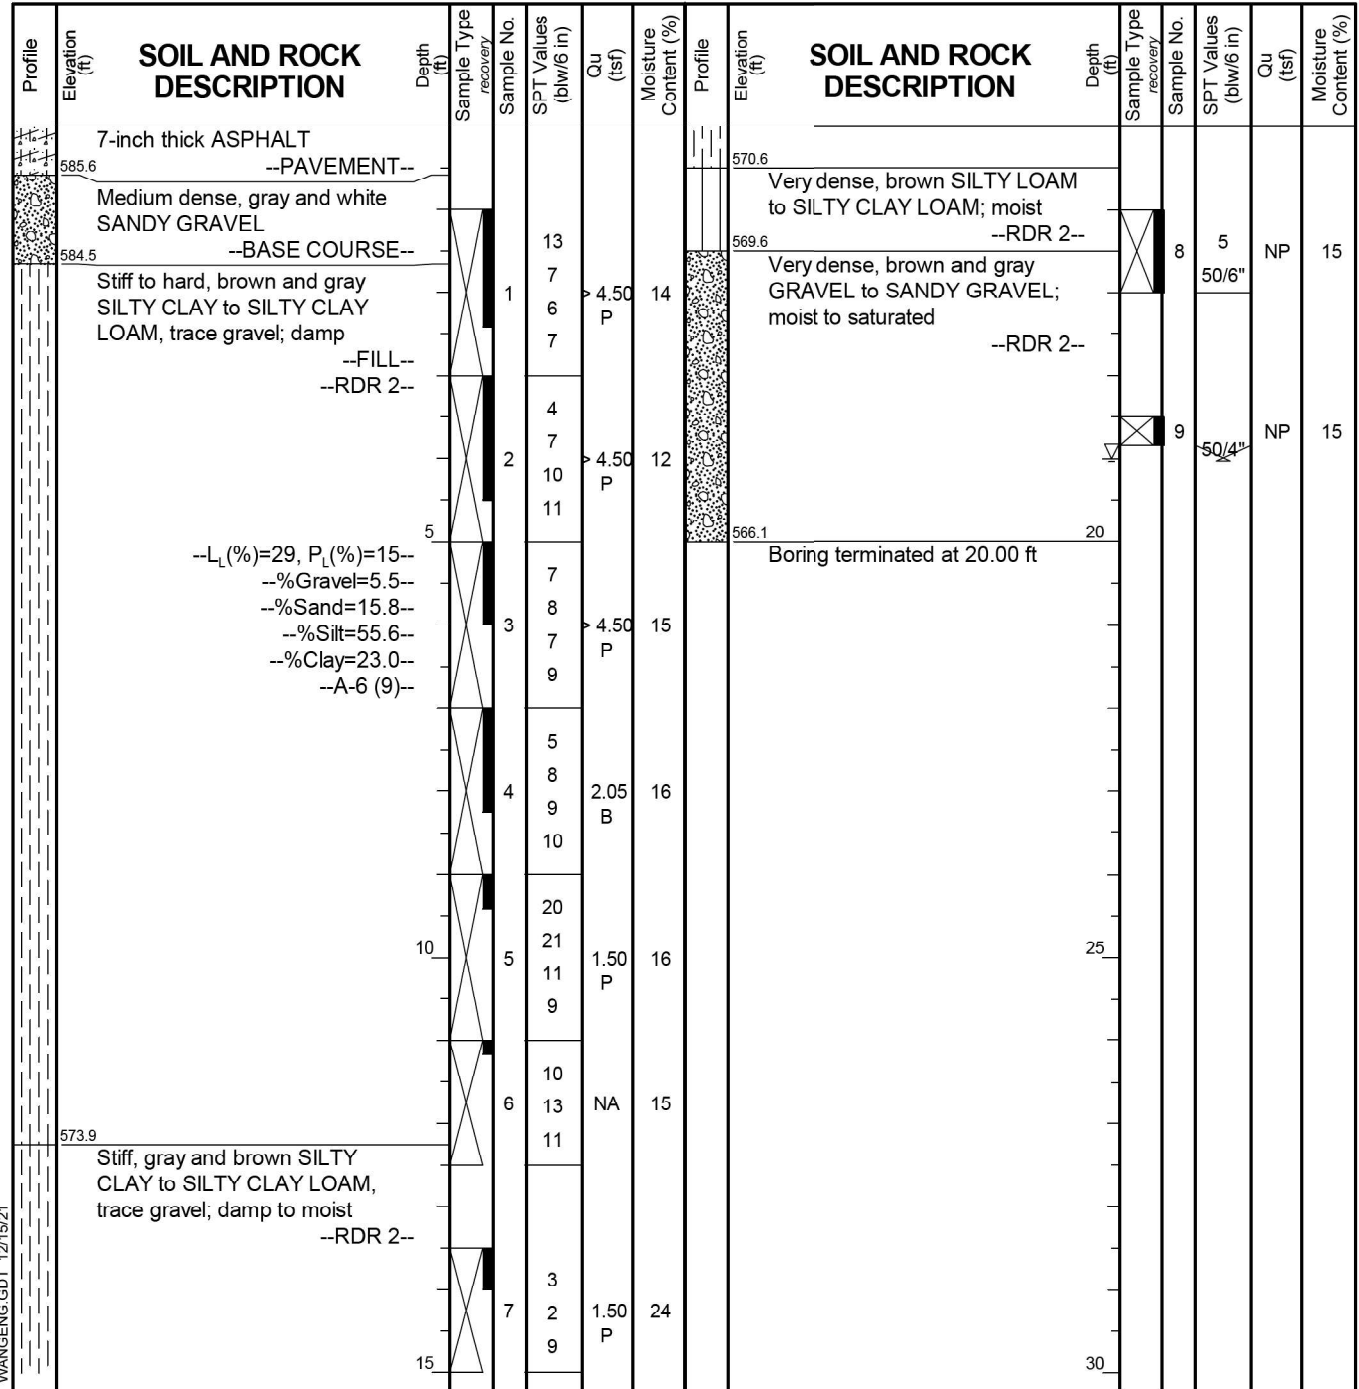 Profile
Elevation
(ft)
SOIL AND ROCK
DESCRIPTION
Depth
(ft)
Sample Type
recovery
Sample No.
SPT Values
(blw/6 in)
Qu
(tsf)
Moisture
Content (%)
7-inch thick ASPHALT
--PAVEMENT--
585.6
Medium dense, gray and white
SANDY GRAVEL
--BASE COURSE--
584.5
Stiff to hard, brown and gray
SILTY CLAY to SILTY CLAY
LOAM, trace gravel; damp
--FILL--
--RDR 2--
1
13
7
6
7
> 4.50
P
14
2
4
7
10
11
> 4.50
P
12
5
--LL(%)=29, PL(%)=15--
--%Gravel=5.5--
--%Sand=15.8--
--%Silt=55.6--
--%Clay=23.0--
--A-6 (9)--
3
7
8
7
9
> 4.50
P
15
4
5
8
9
10
2.05
B
16
10
5
20
21
11
9
1.50
P
16
6
10
13
11
NA
15
573.9
Stiff, gray and brown SILTY
CLAY to SILTY CLAY LOAM,
trace gravel; damp to moist
--RDR 2--
7
3
2
9
1.50
P
24
15
Profile
Elevation
(ft)
SOIL AND ROCK
DESCRIPTION
Depth
(ft)
Sample Type
recovery
Sample No.
SPT Values
(blw/6 in)
Qu
(tsf)
Moisture
Content (%)
570.6
Very dense, brown SILTY LOAM
to SILTY CLAY LOAM; moist
--RDR 2--
569.6
Very dense, brown and gray
GRAVEL to SANDY GRAVEL;
moist to saturated
--RDR 2--
8
5
50/6"
NP
15
9
50/4"
NP
15
566.1
20
Boring terminated at 20.00 ft
25
30
WANGENG.GDT 12/15/21